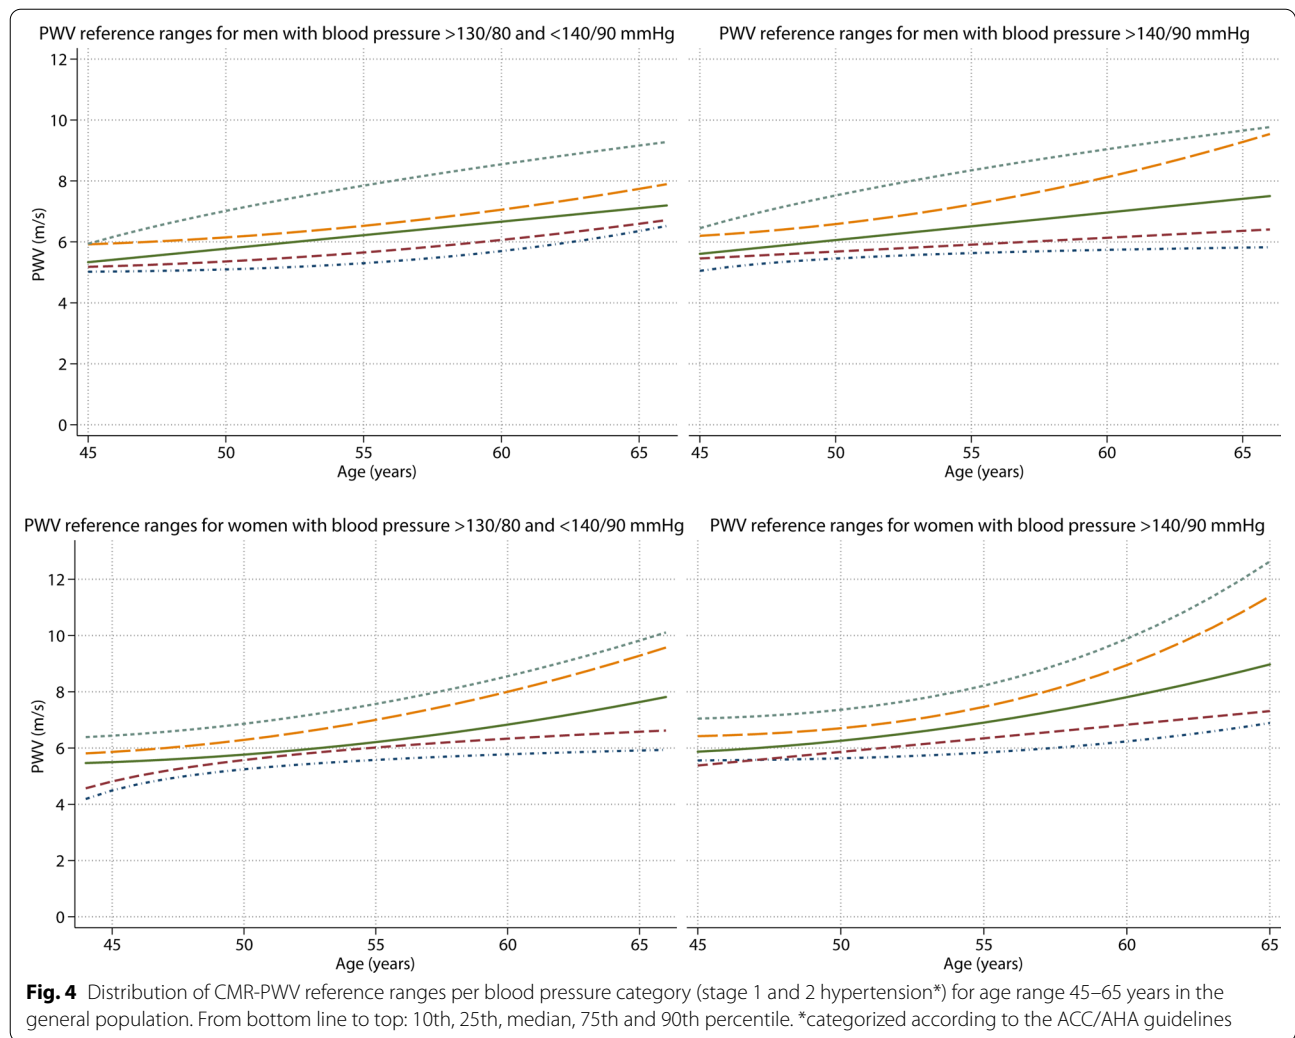 PWV reference ranges for men with blood pressure >130/80 and <140/90 mmHg
12
10
8
6
4
2
0
PWV (m/s)
45 50 55 60 65
Age (years)
PWV reference ranges for men with blood pressure >140/90 mmHg
45 50 55 60 65
Age (years)
PWV reference ranges for women with blood pressure >130/80 and <140/90 mmHg
12
10
8
6
4
2
0
PWV (m/s)
45 50 55 60 65
Age (years)
PWV reference ranges for women with blood pressure >140/90 mmHg
45 50 55 60 65
Age (years)
Fig. 4 Distribution of CMR-PWV reference ranges per blood pressure category (stage 1 and 2 hypertension*) for age range 45–65 years in the
general population. From bottom line to top: 10th, 25th, median, 75th and 90th percentile. *categorized according to the ACC/AHA guidelines